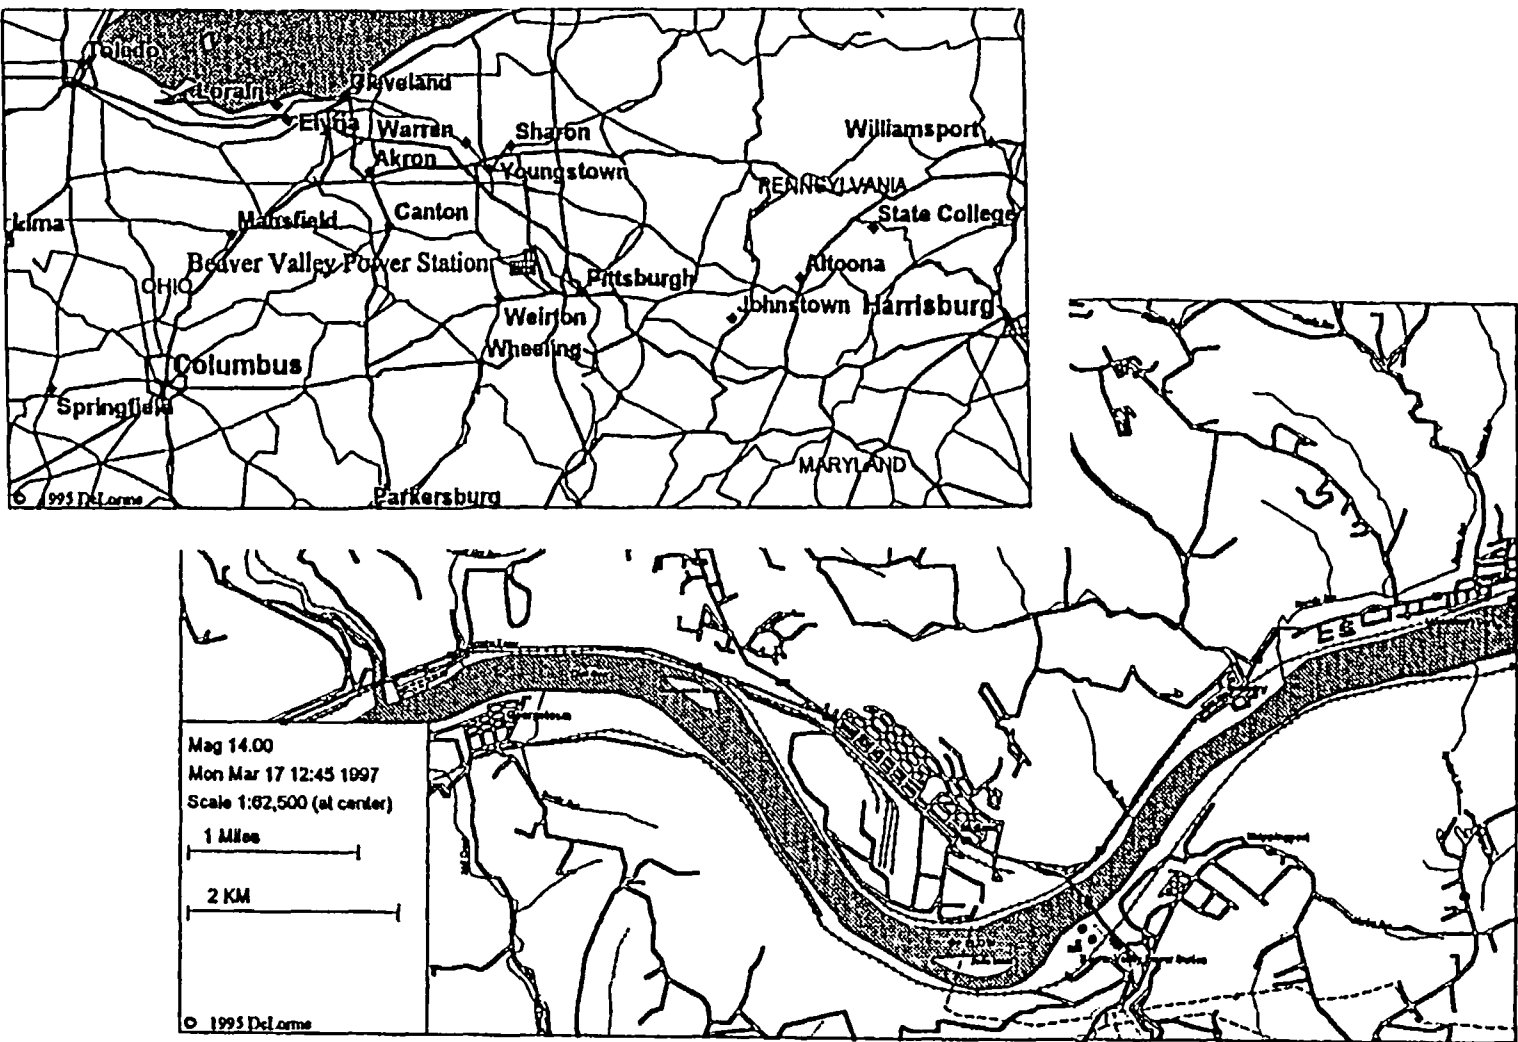 Toledo
Cleveland
Lorain
Elyria
Warren
Sharon
Williamsport
Akron
Youngstown
PENNSYLVANIA
Lima
Mansfield
Canton
State College
Beaver Valley Power Station
Altoona
OHIO
Pittsburgh
Johnstown
Harrisburg
Weirton
Wheeling
Columbus
Springfield
MARYLAND
Parkersburg
© 1995 DeLorme
Georgetown
Shippingport
Mag 14.00
Mon Mar 17 12:45 1997
Scale 1:62,500 (at center)
1 Miles
2 KM
© 1995 DeLorme